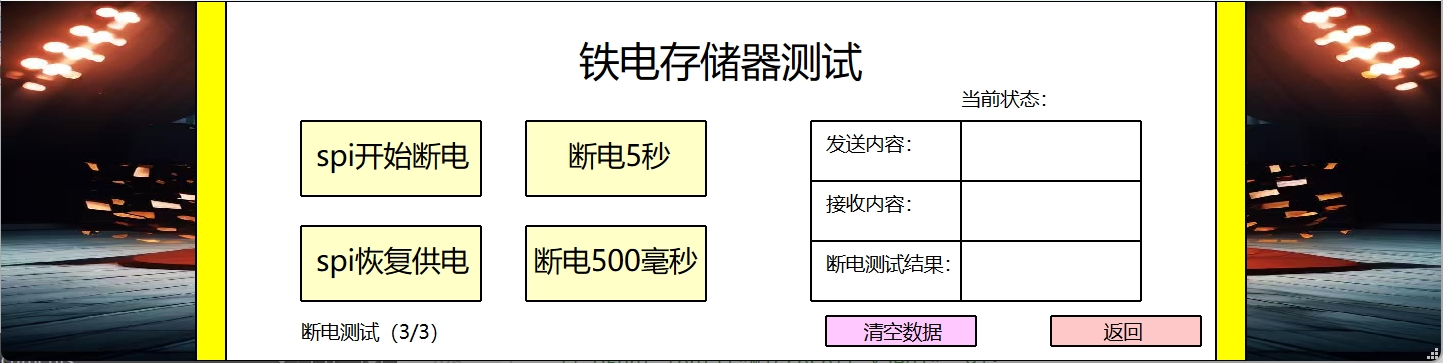 铁电存储器测试
当前状态：
spi开始断电
断电5秒
发送内容：
接收内容：
spi恢复供电
断电500毫秒
断电测试结果：
断电测试（3/3）
清空数据
返回